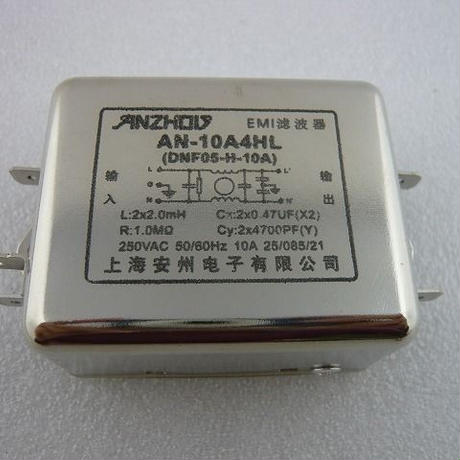 ANZHOU EMI滤波器
AN-10A4HL
(DNF05-H-10A)
输入 L N L' N' 输出
L:2x2.0mH Cx:2x0.47UF(X2)
R:1.0MΩ Cy:2x4700PF(Y)
250VAC 50/60Hz 10A 25/085/21
上海安州电子有限公司